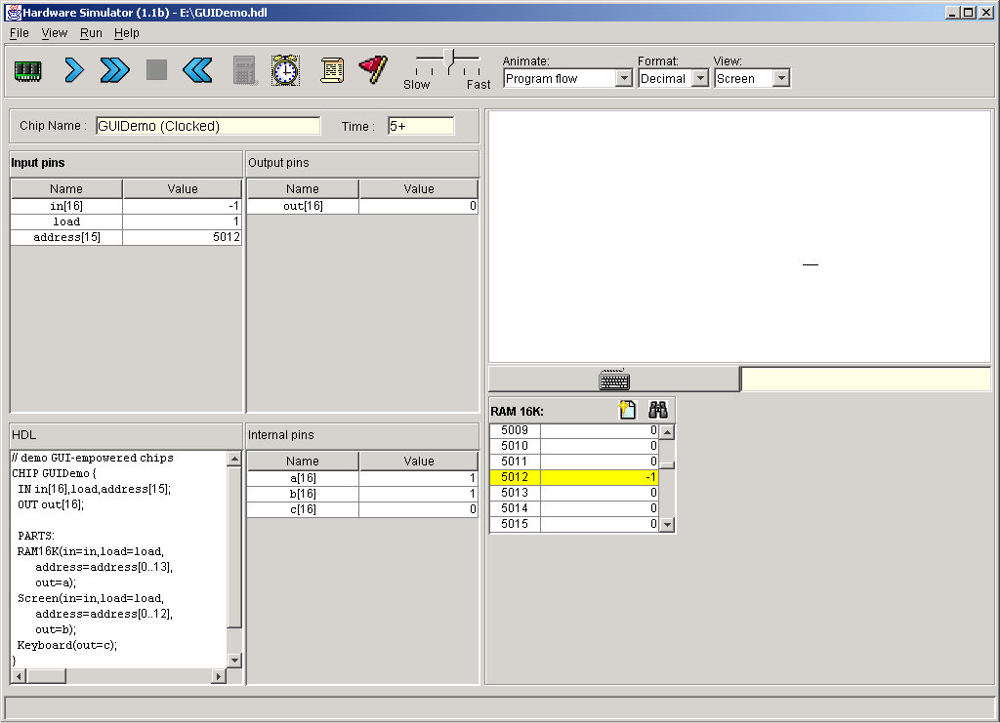 Hardware Simulator (1.1b) - E:\GUIDemo.hdl
File View Run Help
Slow Fast
Animate: Format: View:
Program flow Decimal Screen
Chip Name : GUIDemo (Clocked) Time : 5+
Input pins
Name Value
in[16] -1
load 1
address[15] 5012
Output pins
Name Value
out[16] 0
HDL
// demo GUI-empowered chips
CHIP GUIDemo {
IN in[16],load,address[15];
OUT out[16];
PARTS:
RAM16K(in=in,load=load,
address=address[0..13],
out=a);
Screen(in=in,load=load,
address=address[0..12],
out=b);
Keyboard(out=c);
}
Internal pins
Name Value
a[16] 1
b[16] 1
c[16] 0
RAM 16K:
5009 0
5010 0
5011 0
5012 -1
5013 0
5014 0
5015 0